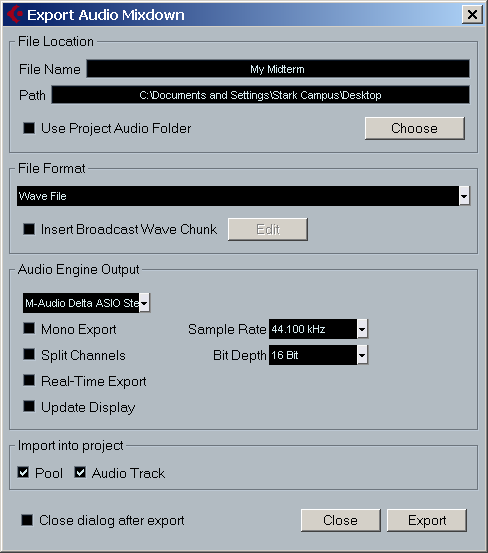 Export Audio Mixdown
File Location
File Name My Midterm
Path C:\Documents and Settings\Stark Campus\Desktop
Use Project Audio Folder Choose
File Format
Wave File
Insert Broadcast Wave Chunk Edit
Audio Engine Output
M-Audio Delta ASIO Ste
Mono Export Sample Rate 44.100 kHz
Split Channels Bit Depth 16 Bit
Real-Time Export
Update Display
Import into project
Pool Audio Track
Close dialog after export Close Export